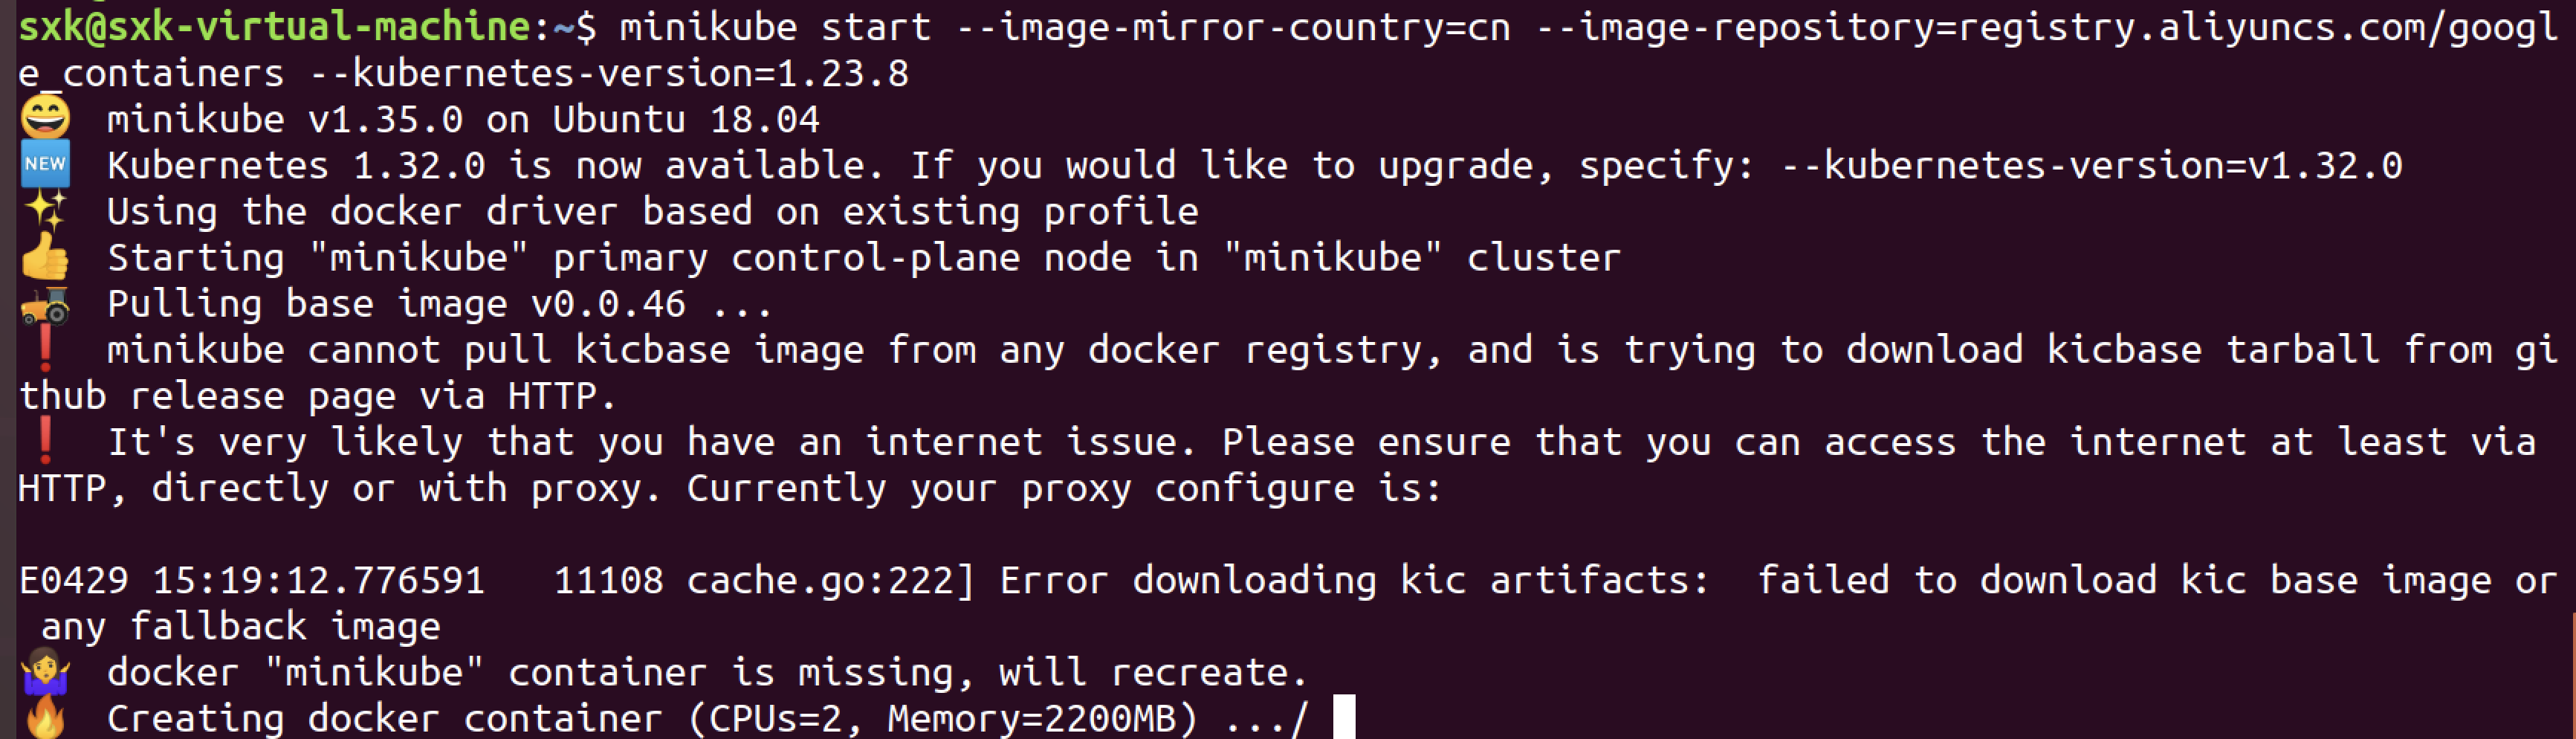 sxk@sxk-virtual-machine:~$ minikube start --image-mirror-country=cn --image-repository=registry.aliyuncs.com/googl
e_containers --kubernetes-version=1.23.8
😄  minikube v1.35.0 on Ubuntu 18.04
🆕  Kubernetes 1.32.0 is now available. If you would like to upgrade, specify: --kubernetes-version=v1.32.0
✨  Using the docker driver based on existing profile
👍  Starting "minikube" primary control-plane node in "minikube" cluster
🚜  Pulling base image v0.0.46 ...
❗  minikube cannot pull kicbase image from any docker registry, and is trying to download kicbase tarball from gi
thub release page via HTTP.
❗  It's very likely that you have an internet issue. Please ensure that you can access the internet at least via
HTTP, directly or with proxy. Currently your proxy configure is:
E0429 15:19:12.776591   11108 cache.go:222] Error downloading kic artifacts:  failed to download kic base image or
 any fallback image
🤷  docker "minikube" container is missing, will recreate.
🔥  Creating docker container (CPUs=2, Memory=2200MB) .../